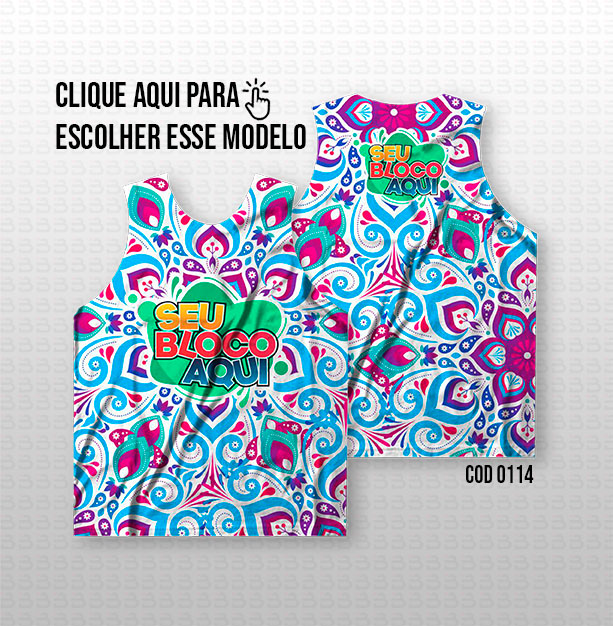 CLIQUE AQUI PARA
ESCOLHER ESSE MODELO
SEU
BLOCO
AQUI
SEU
BLOCO
AQUI
COD 0114